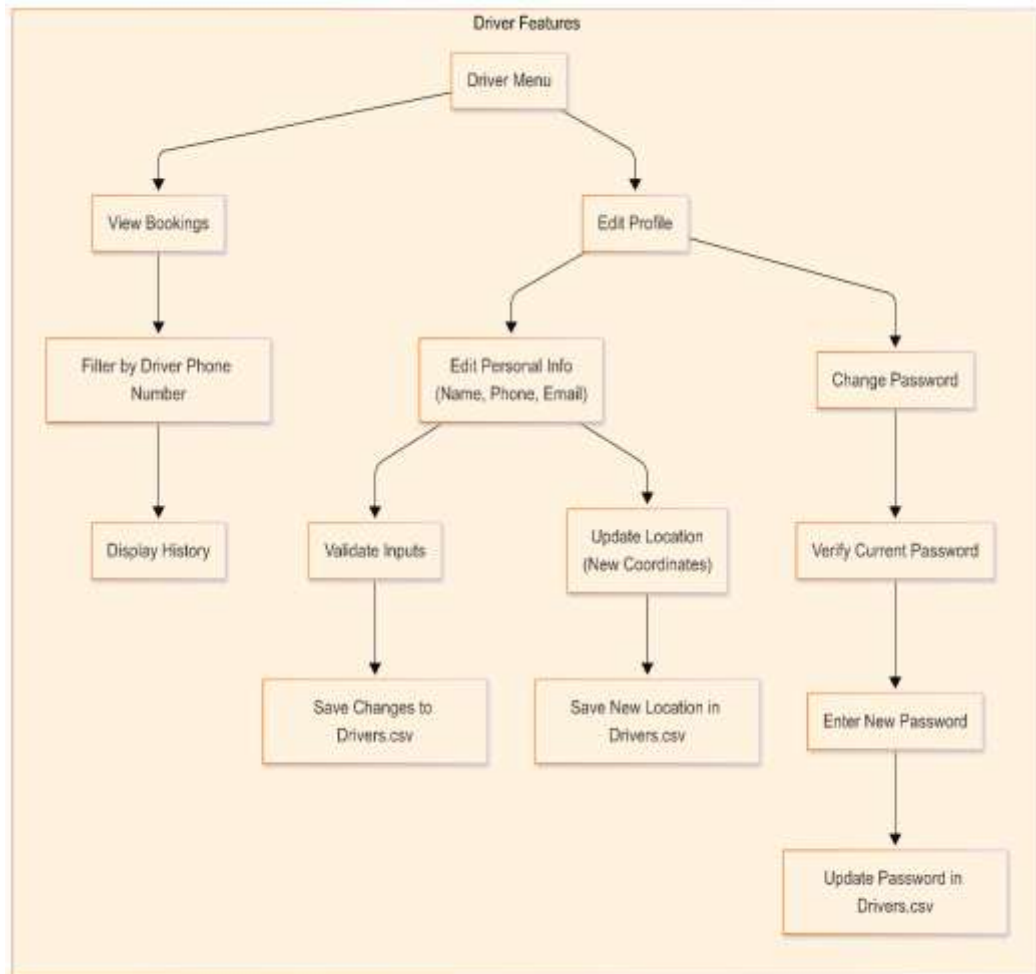 Driver Features
Driver Menu
View Bookings
Edit Profile
Filter by Driver Phone
Number
Edit Personal Info
(Name, Phone, Email)
Change Password
Display History
Validate Inputs
Update Location
(New Coordinates)
Verify Current Password
Save Changes to
Drivers.csv
Save New Location in
Drivers.csv
Enter New Password
Update Password in
Drivers.csv